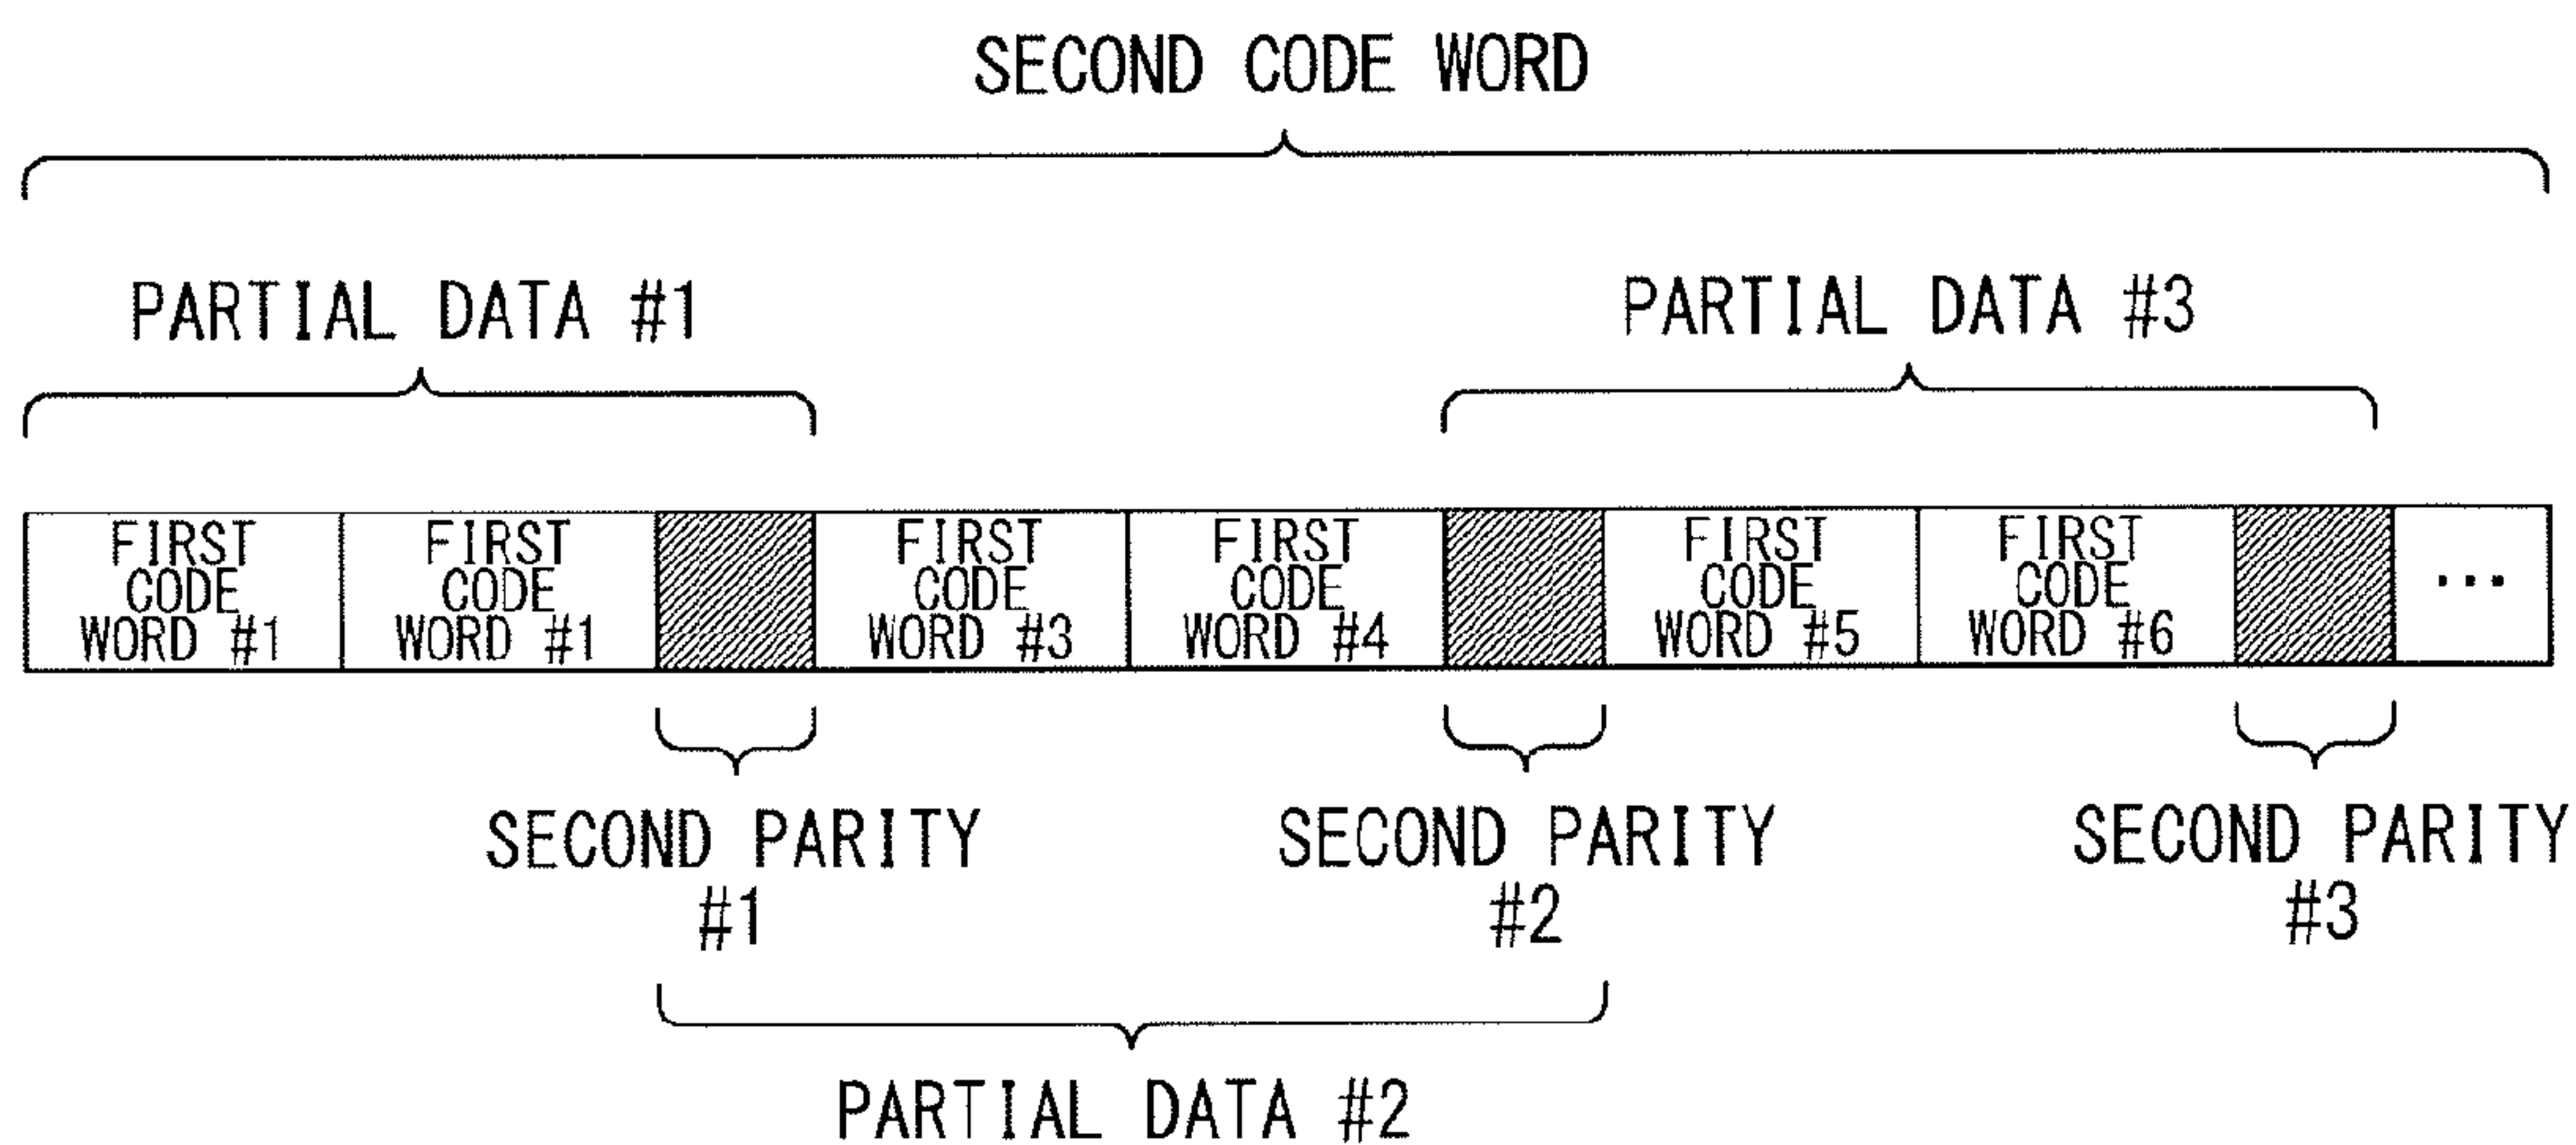 SECOND CODE WORD
PARTIAL DATA #1
PARTIAL DATA #3
FIRST
CODE
WORD #1
FIRST
CODE
WORD #1
FIRST
CODE
WORD #3
FIRST
CODE
WORD #4
FIRST
CODE
WORD #5
FIRST
CODE
WORD #6
...
SECOND PARITY
#1
SECOND PARITY
#2
SECOND PARITY
#3
PARTIAL DATA #2